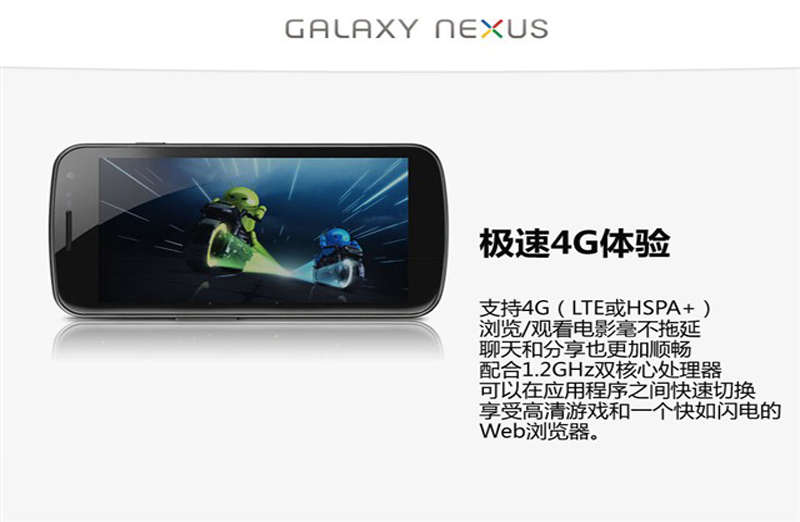 GALAXY NEXUS
极速4G体验
支持4G（LTE或HSPA+）
浏览/观看电影毫不拖延
聊天和分享也更加顺畅
配合1.2GHz双核心处理器
可以在应用程序之间快速切换
享受高清游戏和一个快如闪电的
Web浏览器。